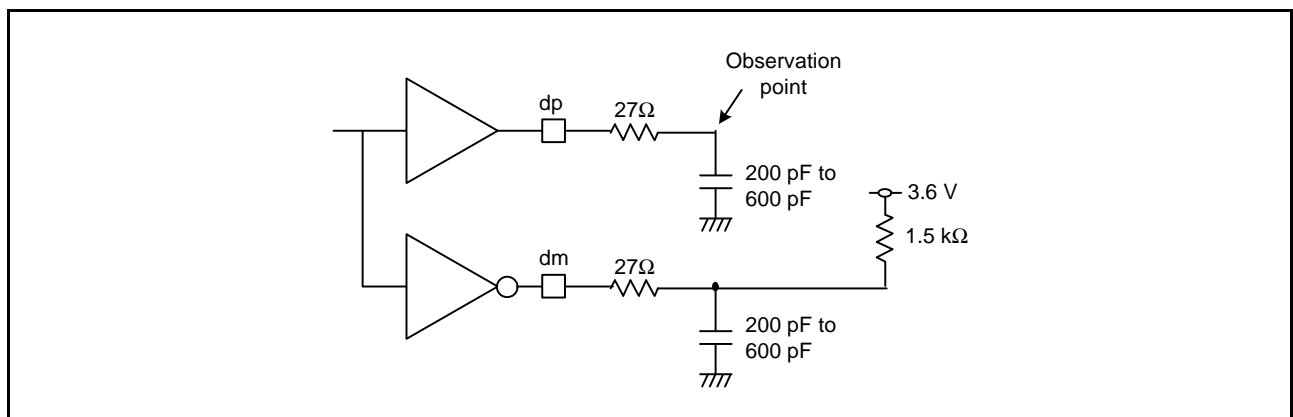 Observation
point
dp
27Ω
200 pF to
600 pF
3.6 V
1.5 kΩ
dm
27Ω
200 pF to
600 pF